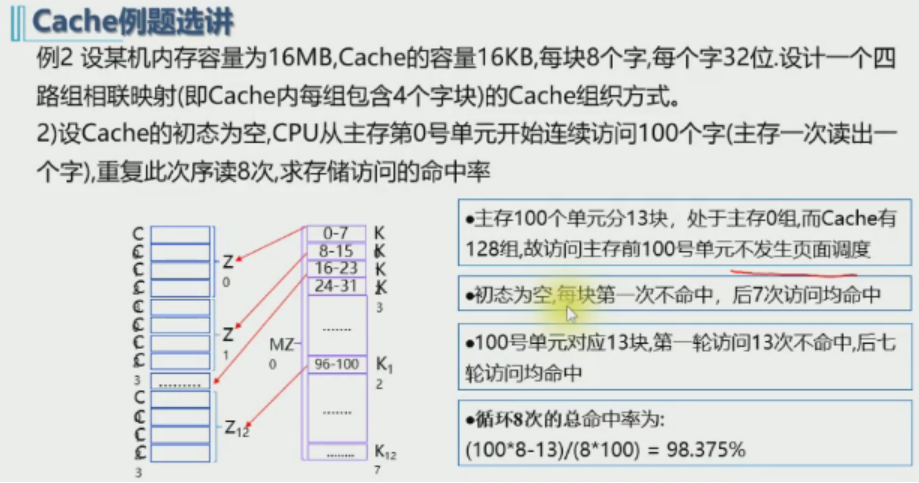 Cache例题选讲
例2 设某机内存容量为16MB,Cache的容量16KB,每块8个字,每个字32位.设计一个四
路组相联映射(即Cache内每组包含4个字块)的Cache组织方式。
2)设Cache的初态为空,CPU从主存第0号单元开始连续访问100个字(主存一次读出一
个字),重复此次序读8次,求存储访问的命中率
●主存100个单元分13块，处于主存0组,而Cache有
128组,故访问主存前100号单元不发生页面调度
●初态为空,每块第一次不命中，后7次访问均命中
●100号单元对应13块,第一轮访问13次不命中,后七
轮访问均命中
●循环8次的总命中率为:
(100*8-13)/(8*100) = 98.375%
C
C
C
C
3
C
C
C
C
3
.........
C
C
C
C
3
Z
0
Z
1
Z12
MZ
0
0-7
8-15
16-23
24-31
.......
96-100
.......
........
K
K
K
K
3
K1
2
K12
7